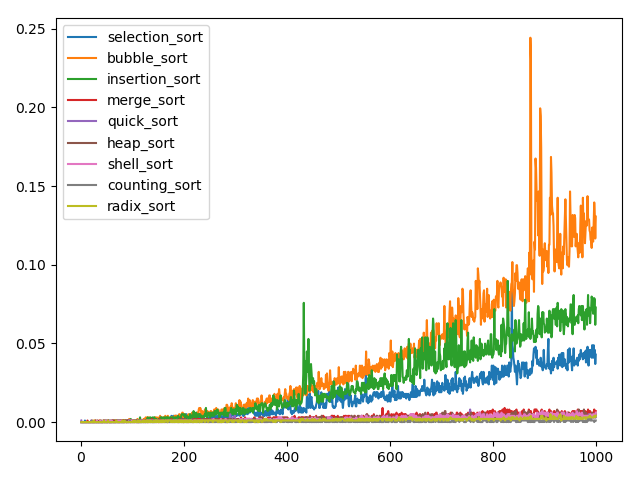 0.25
0.20
0.15
0.10
0.05
0.00
selection_sort
bubble_sort
insertion_sort
merge_sort
quick_sort
heap_sort
shell_sort
counting_sort
radix_sort
0 200 400 600 800 1000